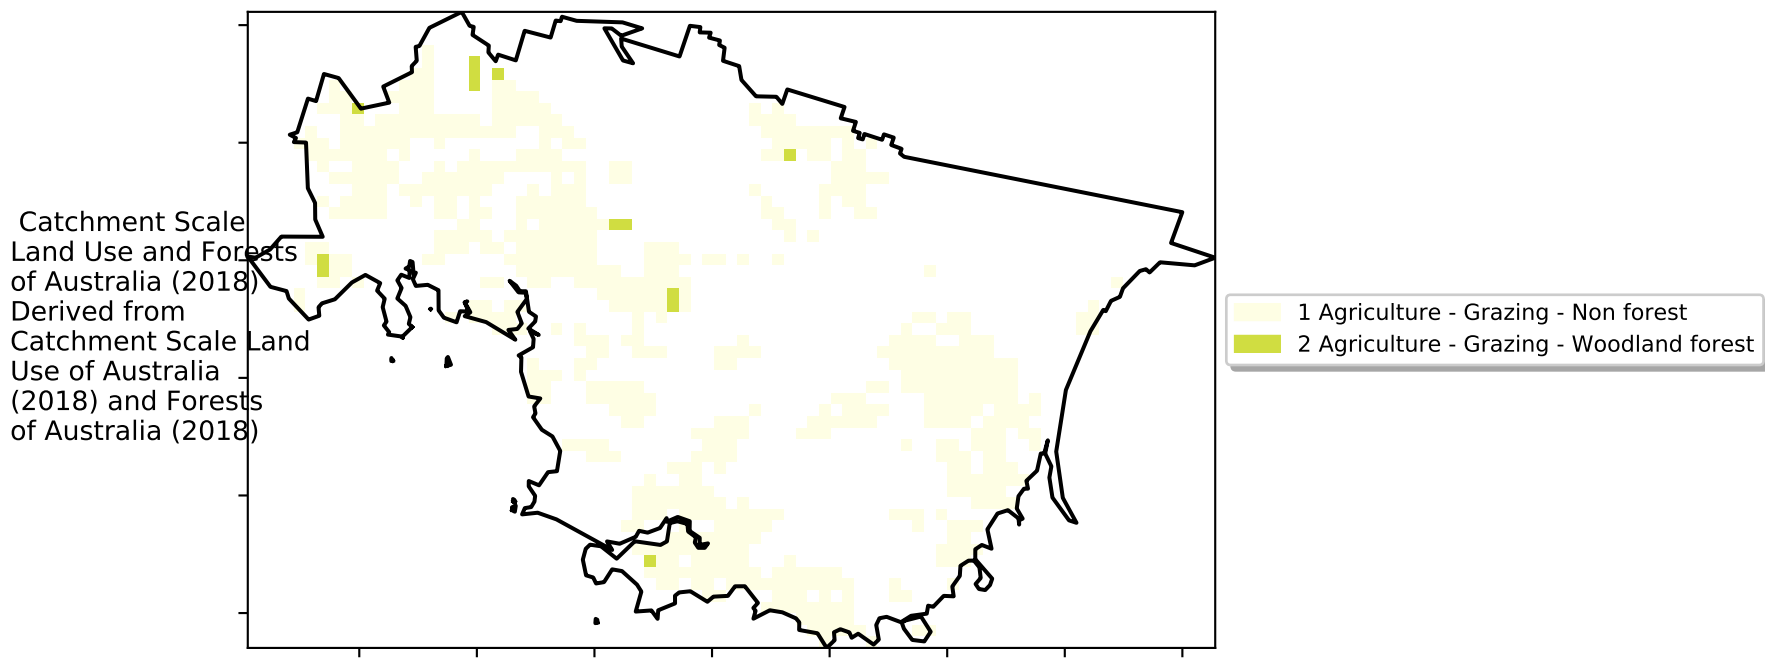 Catchment Scale
Land Use and Forests
of Australia (2018)
Derived from
Catchment Scale Land
Use of Australia
(2018) and Forests
of Australia (2018)
1 Agriculture - Grazing - Non forest
2 Agriculture - Grazing - Woodland forest